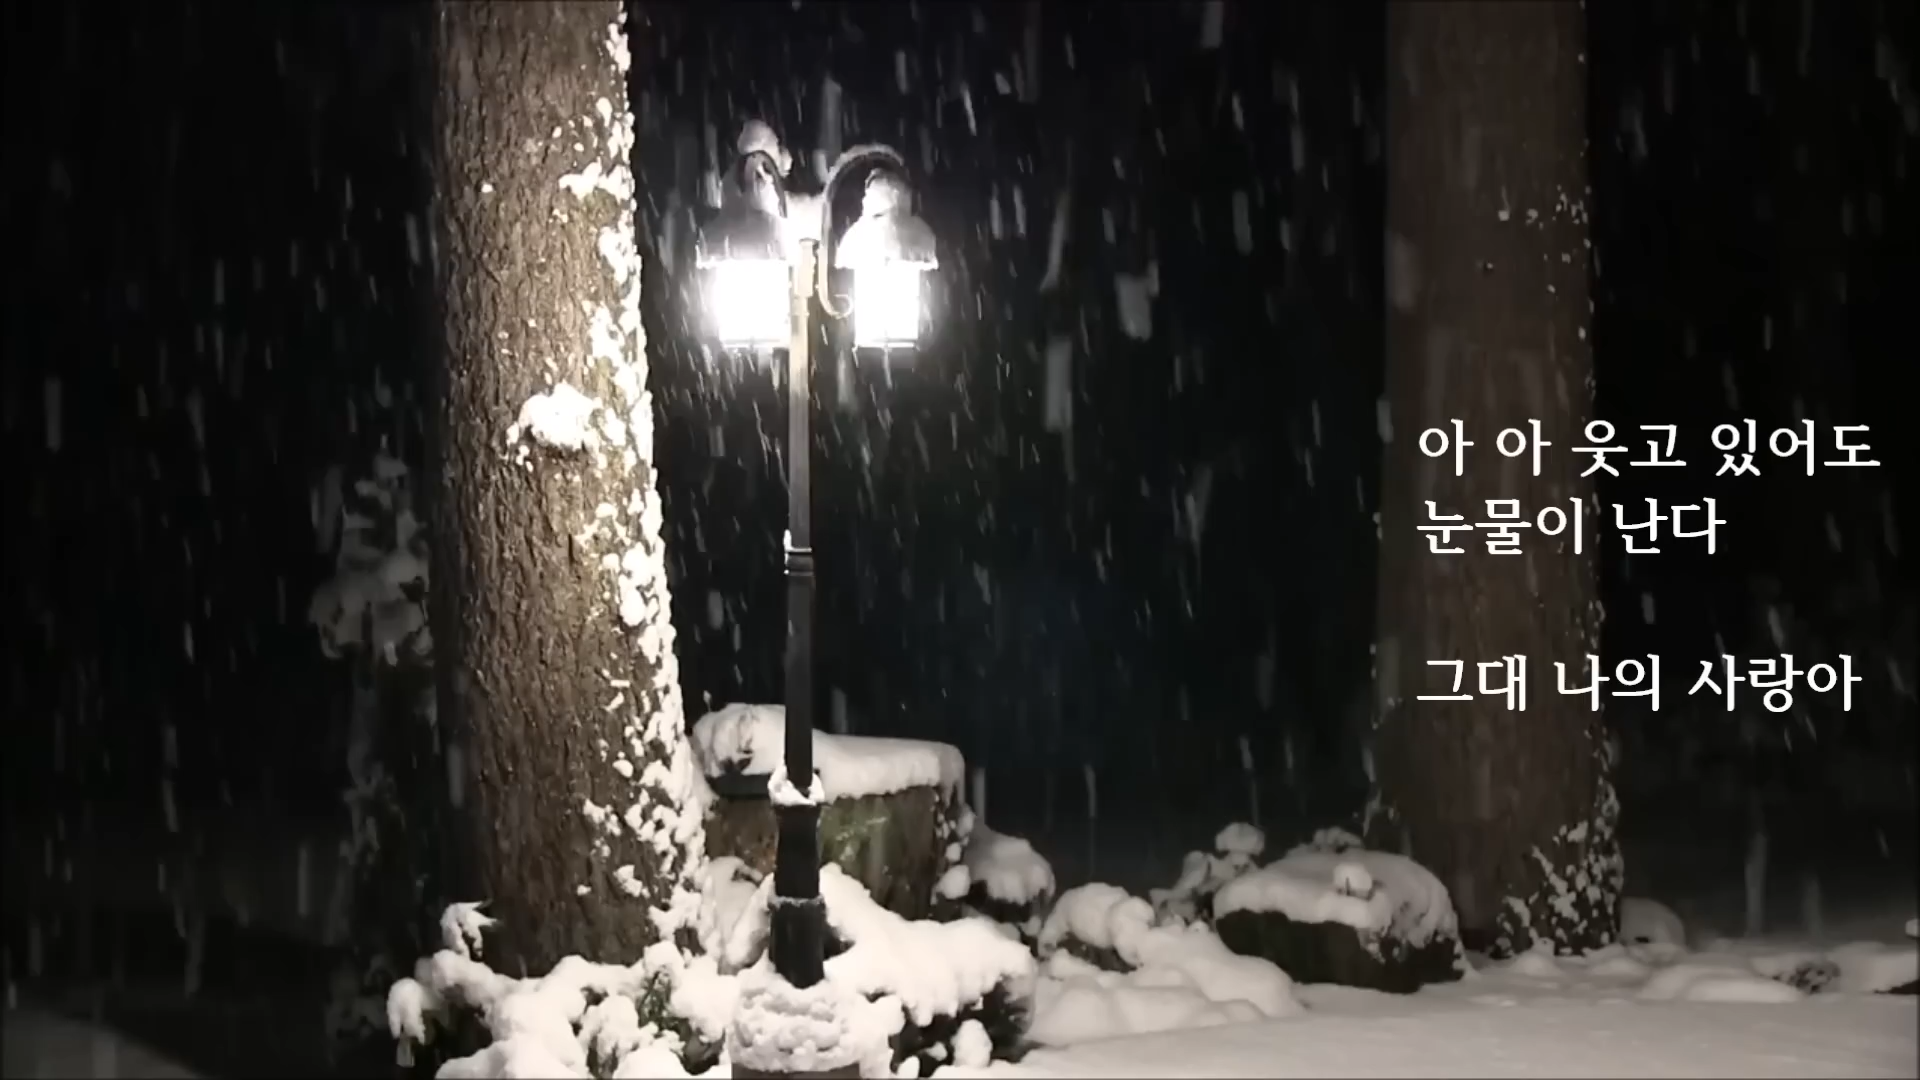 아 아 웃고 있어도
눈물이 난다
그대 나의 사랑아